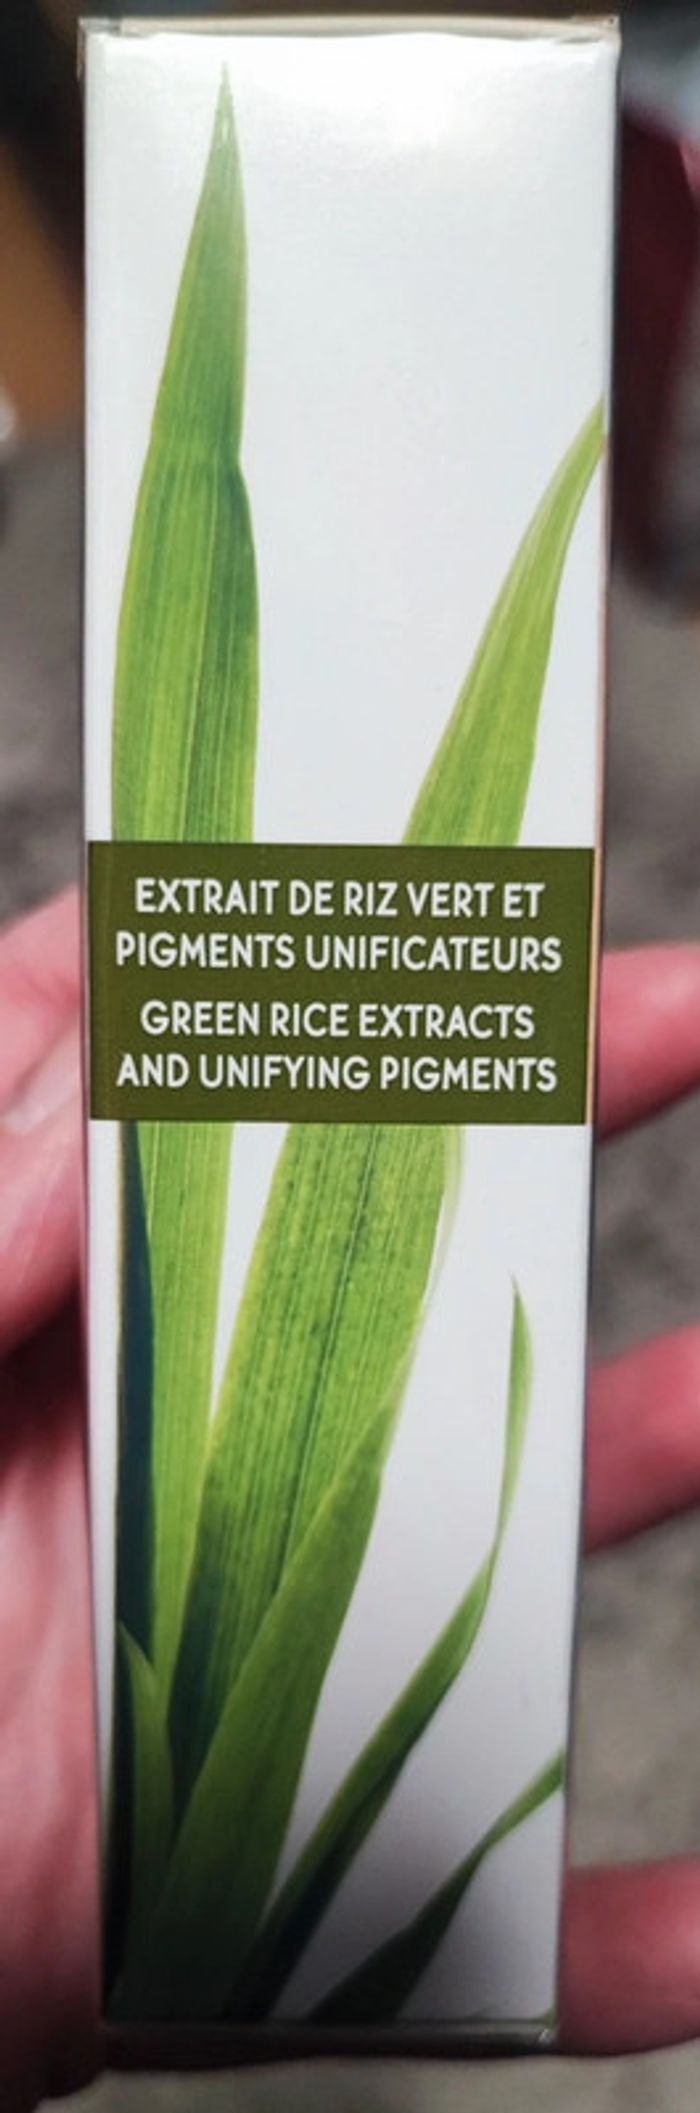 EXTRAIT DE RIZ VERT ET
PIGMENTS UNIFICATEURS
GREEN RICE EXTRACTS
AND UNIFYING PIGMENTS